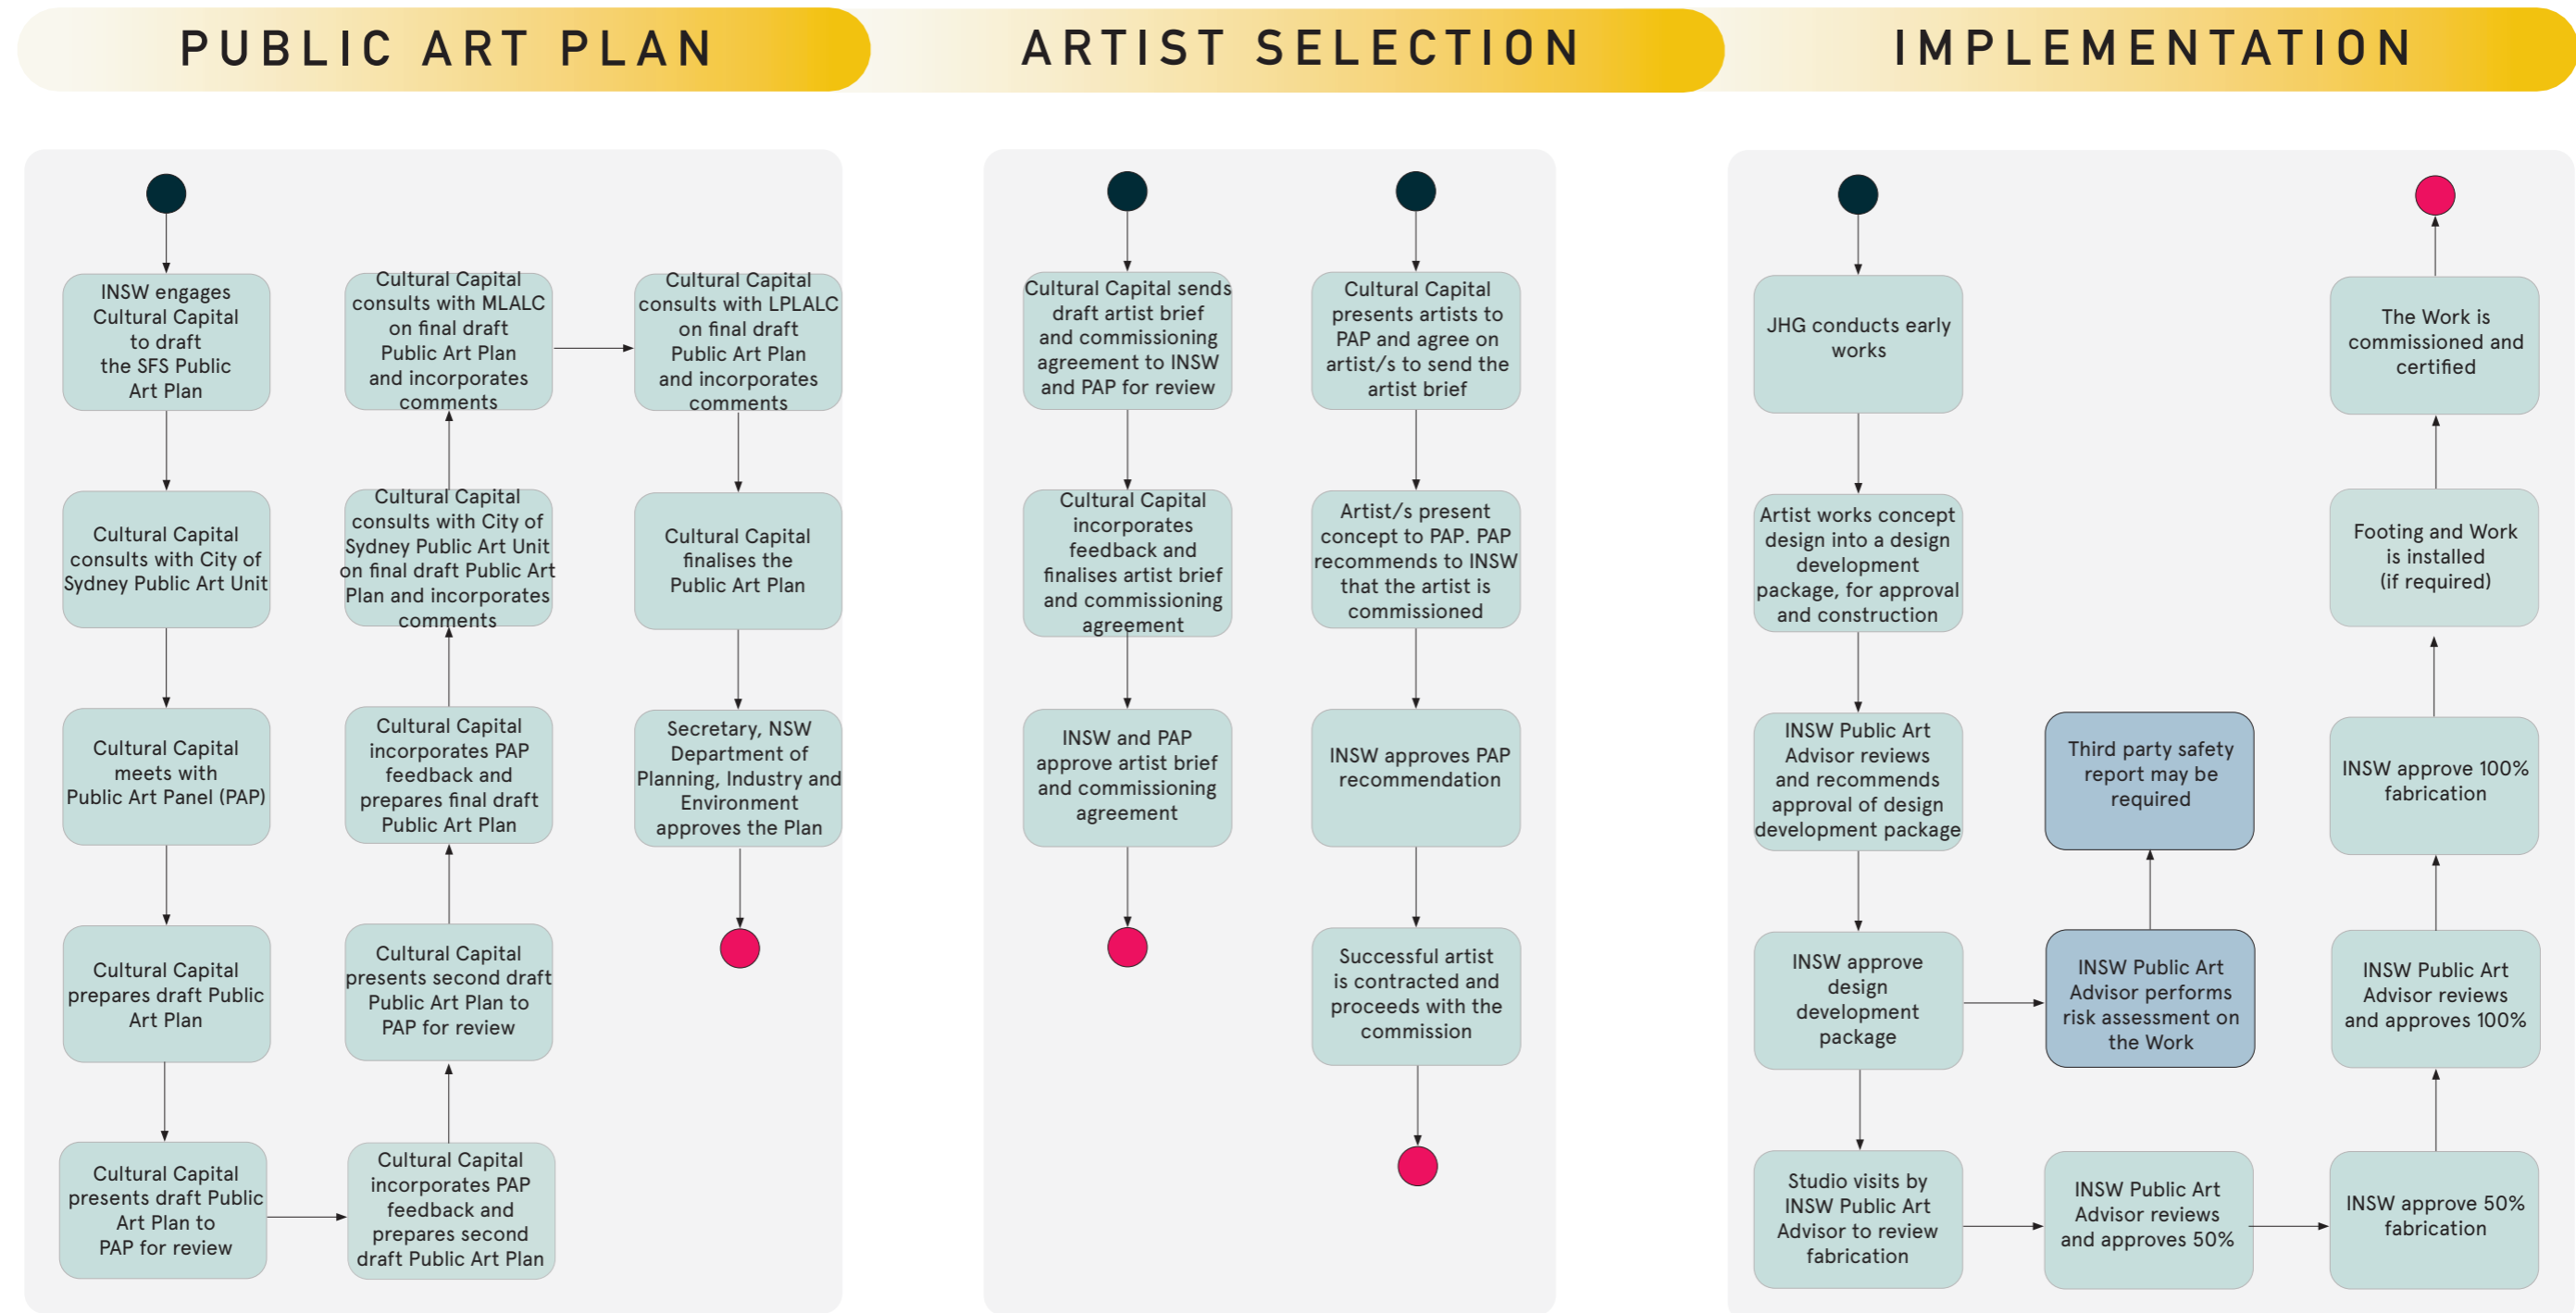 PUBLIC ART PLAN
ARTIST SELECTION
IMPLEMENTATION
INSW engages
Cultural Capital
to draft
the SFS Public
Art Plan
Cultural Capital
consults with City of
Sydney Public Art Unit
Cultural Capital
meets with
Public Art Panel (PAP)
Cultural Capital
prepares draft Public
Art Plan
Cultural Capital
presents draft Public
Art Plan to
PAP for review
Cultural Capital
incorporates PAP
feedback and
prepares second
draft Public Art Plan
Cultural Capital
presents second draft
Public Art Plan to
PAP for review
Cultural Capital
incorporates PAP
feedback and
prepares final draft
Public Art Plan
Cultural Capital
consults with City of
Sydney Public Art Unit
on final draft Public Art
Plan and incorporates
comments
Cultural Capital
consults with MLALC
on final draft
Public Art Plan
and incorporates
comments
Cultural Capital
consults with LPLALC
on final draft
Public Art Plan
and incorporates
comments
Cultural Capital
finalises the
Public Art Plan
Secretary, NSW
Department of
Planning, Industry and
Environment
approves the Plan
Cultural Capital sends
draft artist brief
and commissioning
agreement to INSW
and PAP for review
Cultural Capital
incorporates
feedback and
finalises artist brief
and commissioning
agreement
INSW and PAP
approve artist brief
and commissioning
agreement
Cultural Capital
presents artists to
PAP and agree on
artist/s to send the
artist brief
Artist/s present
concept to PAP. PAP
recommends to INSW
that the artist is
commissioned
INSW approves PAP
recommendation
Successful artist
is contracted and
proceeds with the
commission
JHG conducts early
works
Artist works concept
design into a design
development
package, for approval
and construction
INSW Public Art
Advisor reviews
and recommends
approval of design
development package
INSW approve
design
development
package
INSW Public Art
Advisor performs
risk assessment on
the Work
Third party safety
report may be
required
Studio visits by
INSW Public Art
Advisor to review
fabrication
INSW Public Art
Advisor reviews
and approves 50%
INSW approve 50%
fabrication
INSW Public Art
Advisor reviews
and approves 100%
INSW approve 100%
fabrication
Footing and Work
is installed
(if required)
The Work is
commissioned and
certified